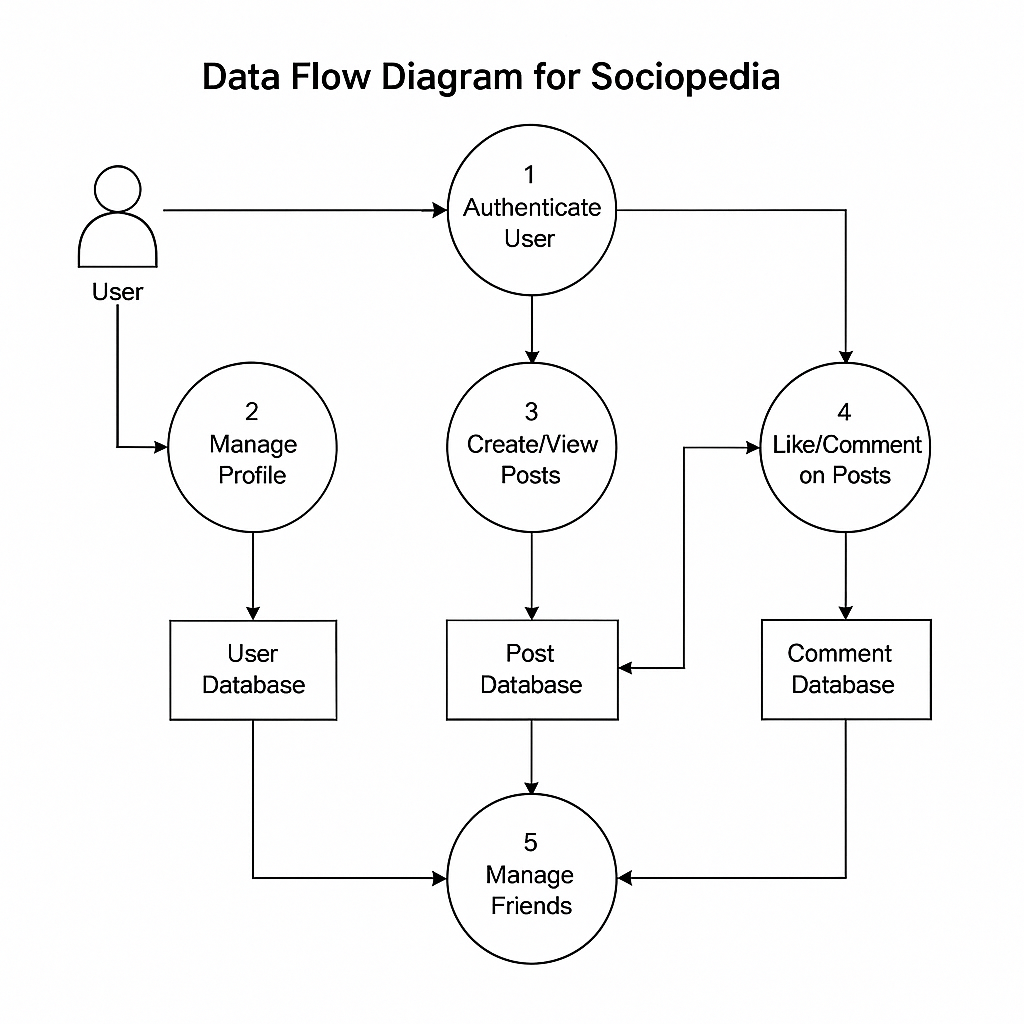 Data Flow Diagram for Sociopedia
1
Authenticate
User
User
2
Manage
Profile
3
Create/View
Posts
4
Like/Comment
on Posts
User
Database
Post
Database
Comment
Database
5
Manage
Friends